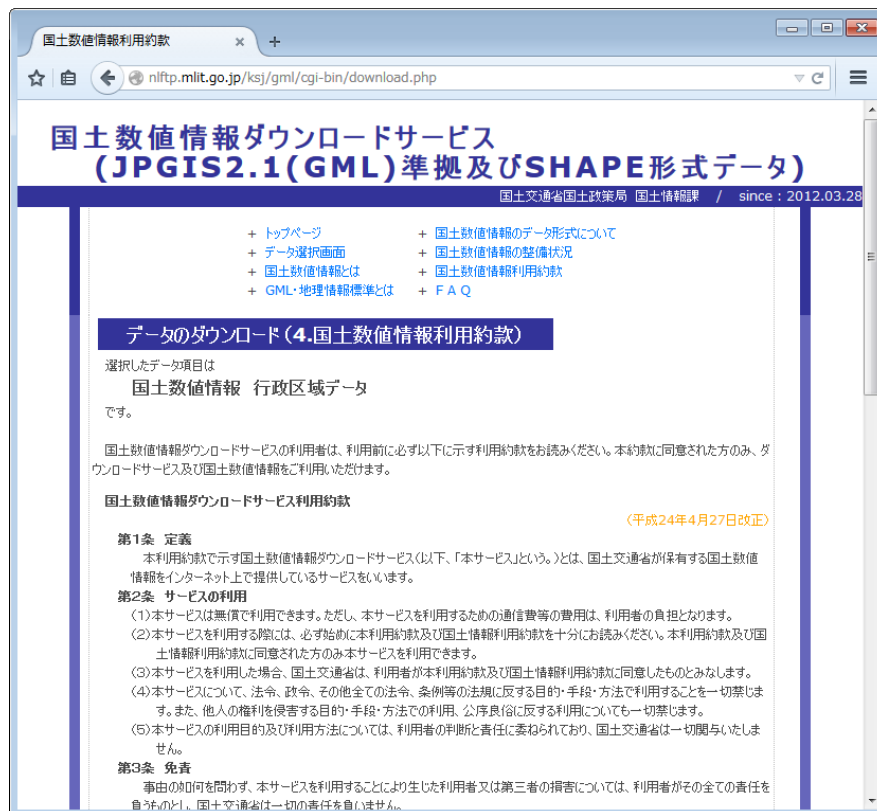 国土数値情報利用約款
nlftp.mlit.go.jp/ksj/gml/cgi-bin/download.php
国土数値情報ダウンロードサービス
(JPGIS2.1(GML)準拠及びSHAPE形式データ)
国土交通省国土政策局 国土情報課 / since : 2012.03.28
+ トップページ
+ データ選択画面
+ 国土数値情報とは
+ GML・地理情報標準とは
+ 国土数値情報のデータ形式について
+ 国土数値情報の整備状況
+ 国土数値情報利用約款
+ F A Q
データのダウンロード（4.国土数値情報利用約款）
選択したデータ項目は
国土数値情報 行政区域データ
です。
国土数値情報ダウンロードサービスの利用者は、利用前に必ず以下に示す利用約款をお読みください。本約款に同意された方のみ、ダ
ウンロードサービス及び国土数値情報をご利用いただけます。
国土数値情報ダウンロードサービス利用約款
（平成24年4月27日改正）
第1条 定義
本利用約款で示す国土数値情報ダウンロードサービス（以下、「本サービス」という。）とは、国土交通省が保有する国土数値
情報をインターネット上で提供しているサービスをいいます。
第2条 サービスの利用
（1）本サービスは無償で利用できます。ただし、本サービスを利用するための通信費等の費用は、利用者の負担となります。
（2）本サービスを利用する際には、必ず始めに本利用約款及び国土情報利用約款を十分にお読みください。本利用約款及び国
土情報利用約款に同意された方のみ本サービスを利用できます。
（3）本サービスを利用した場合、国土交通省は、利用者が本利用約款及び国土情報利用約款に同意したものとみなします。
（4）本サービスについて、法令、政令、その他全ての法令、条例等の法規に反する目的・手段・方法で利用することを一切禁じま
す。また、他人の権利を侵害する目的・手段・方法での利用、公序良俗に反する利用についても一切禁じます。
（5）本サービスの利用目的及び利用方法については、利用者の判断と責任に委ねられており、国土交通省は一切関与いたしま
せん。
第3条 免責
事由の如何を問わず、本サービスを利用することにより生じた利用者又は第三者の損害については、利用者がその全ての責任を
負うものとし、国土交通省は一切の責任を負いません。